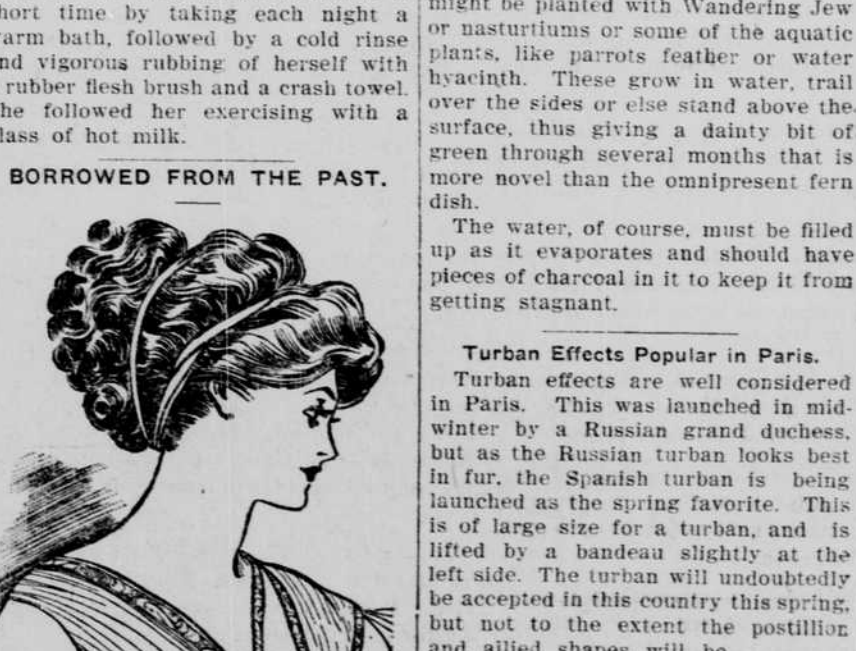 short time by taking each night a
warm bath, followed by a cold rinse
and vigorous rubbing of herself with
rubber flesh brush and a crash towel.
he followed her exercising with a
lass of hot milk.
BORROWED FROM THE PAST.
might be planted with Wandering Jew
or nasturtiums or some of the aquatic
plants, like parrots feather or water
hyacinth. These grow in water, trail
over the sides or else stand above the
surface, thus giving a dainty bit of
green through several months that is
more novel than the omnipresent fern
dish.
The water, of course, must be filled
up as it evaporates and should have
pieces of charcoal in it to keep it from
getting stagnant.
Turban Effects Popular in Paris.
Turban effects are well considered
in Paris. This was launched in mid-
winter by a Russian grand duchess,
but as the Russian turban looks best
in fur, the Spanish turban is being
launched as the spring favorite. This
is of large size for a turban, and is
lifted by a bandeau slightly at the
left side. The turban will undoubtedly
be accepted in this country this spring,
but not to the extent the postillion
and allied shapes will be